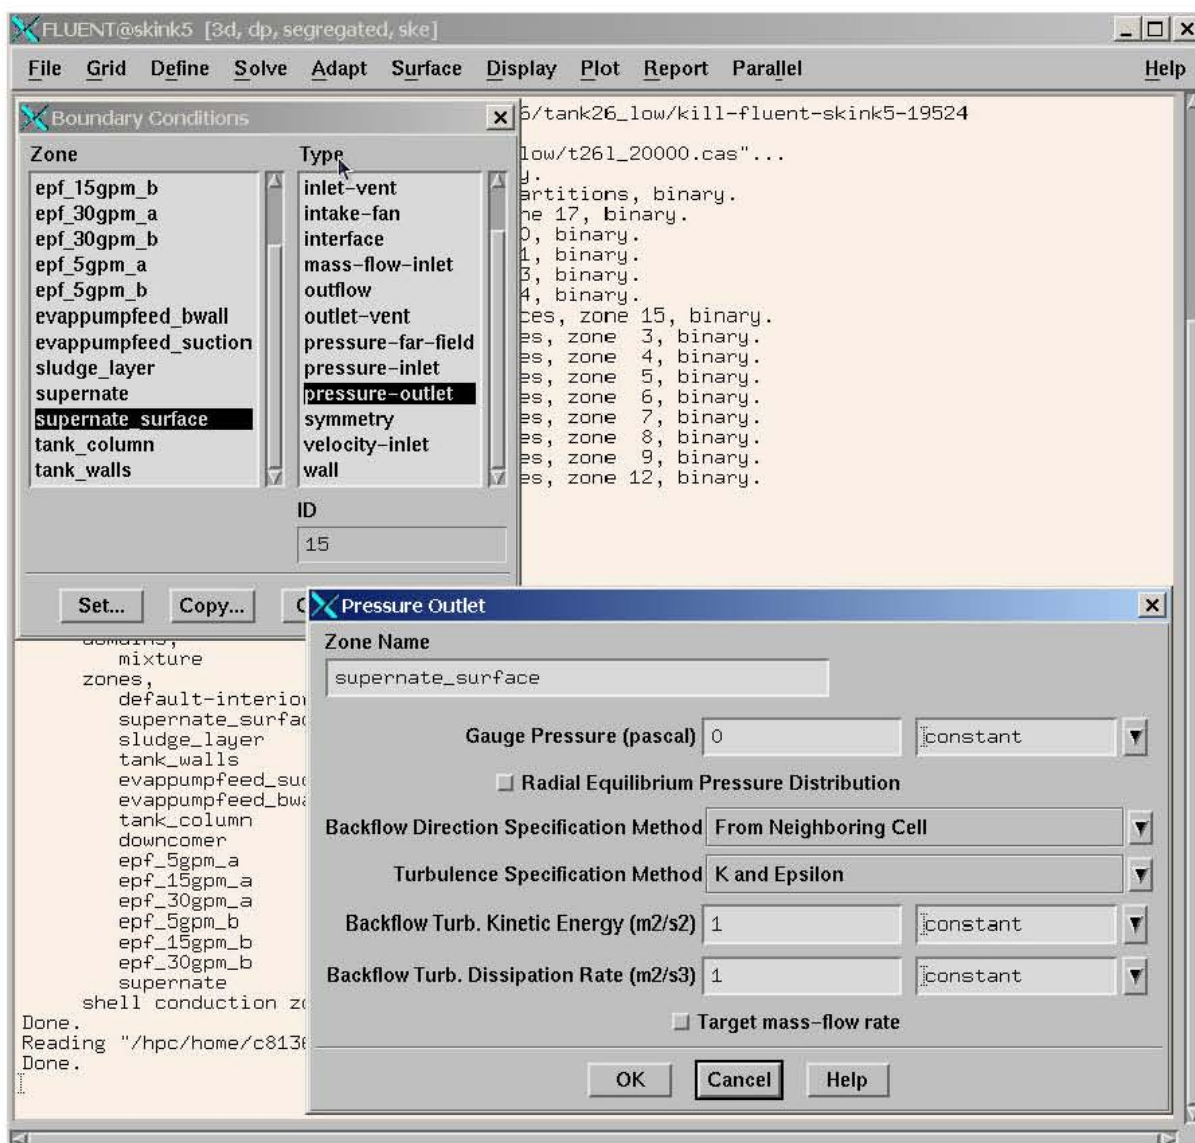 FLUENT@skink5 [3d, dp, segregated, ske]
File Grid Define Solve Adapt Surface Display Plot Report Parallel Help
6/tank26_low/kill-fluent-skink5-19524
low/t26l_20000.cas"...
y.
artitions, binary.
ne 17, binary.
0, binary.
1, binary.
3, binary.
4, binary.
ces, zone 15, binary.
es, zone 3, binary.
es, zone 4, binary.
es, zone 5, binary.
es, zone 6, binary.
es, zone 7, binary.
es, zone 8, binary.
es, zone 9, binary.
es, zone 12, binary.
Boundary Conditions
Zone
epf_15gpm_b
epf_30gpm_a
epf_30gpm_b
epf_5gpm_a
epf_5gpm_b
evappumpfeed_bwall
evappumpfeed_suction
sludge_layer
supernate
supernate_surface
tank_column
tank_walls
Type
inlet-vent
intake-fan
interface
mass-flow-inlet
outflow
outlet-vent
pressure-far-field
pressure-inlet
pressure-outlet
symmetry
velocity-inlet
wall
ID
15
Set... Copy... C
domains,
mixture
zones,
default-interio
supernate_surfac
sludge_layer
tank_walls
evappumpfeed_suc
evappumpfeed_bwa
tank_column
downcomer
epf_5gpm_a
epf_15gpm_a
epf_30gpm_a
epf_5gpm_b
epf_15gpm_b
epf_30gpm_b
supernate
shell conduction zo
Done.
Reading "/hpc/home/c8136
Done.
Pressure Outlet
Zone Name
supernate_surface
Gauge Pressure (pascal) 0 constant
Radial Equilibrium Pressure Distribution
Backflow Direction Specification Method From Neighboring Cell
Turbulence Specification Method K and Epsilon
Backflow Turb. Kinetic Energy (m2/s2) 1 constant
Backflow Turb. Dissipation Rate (m2/s3) 1 constant
Target mass-flow rate
OK Cancel Help